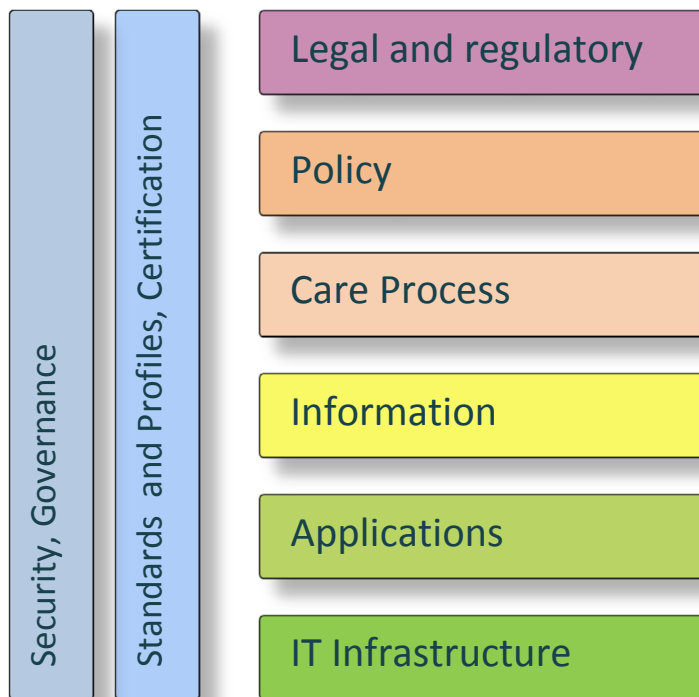 Security, Governance
Standards and Profiles, Certification
Legal and regulatory
Policy
Care Process
Information
Applications
IT Infrastructure